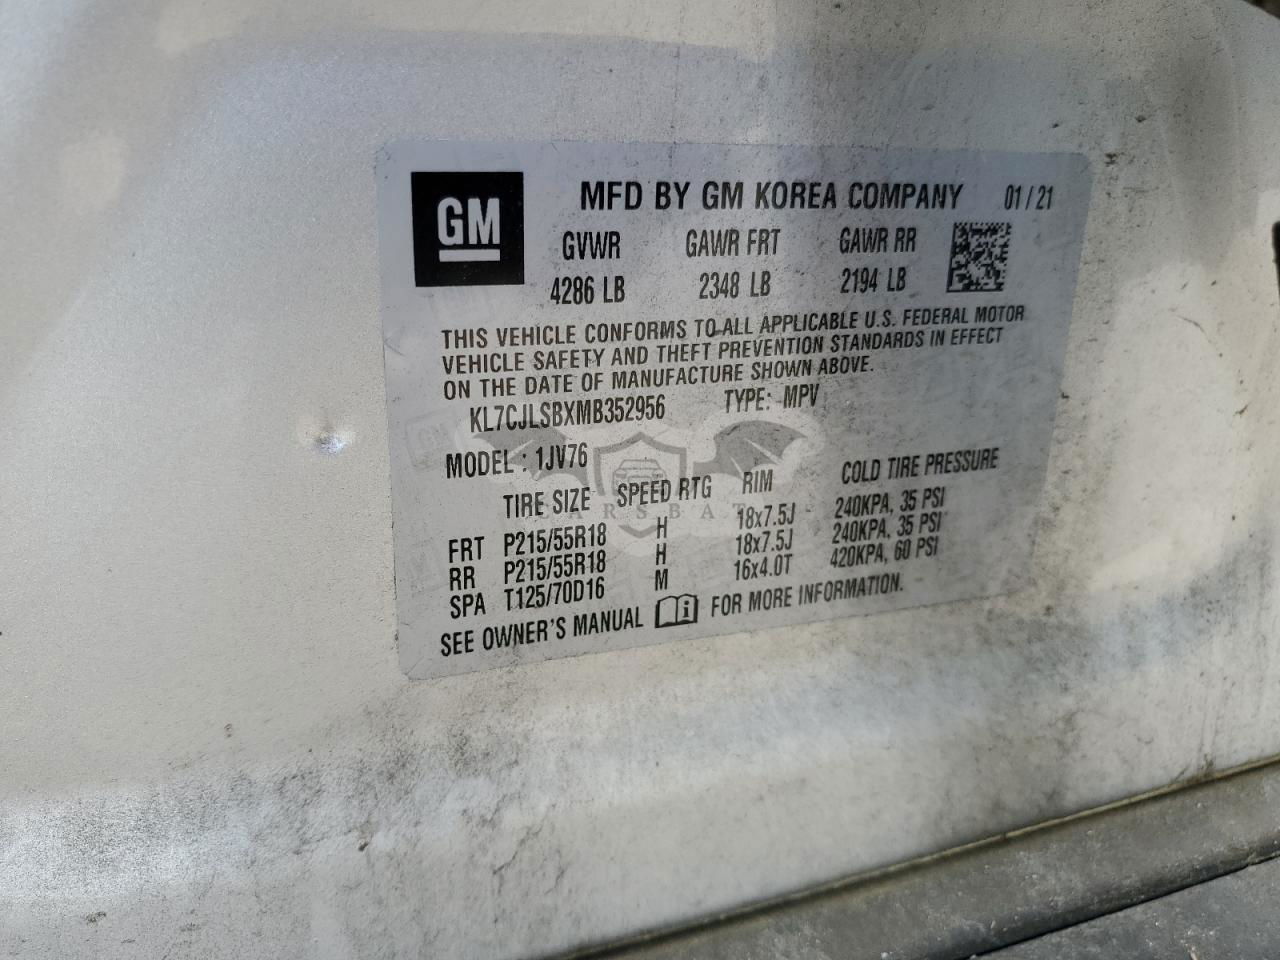 GM
MFD BY GM KOREA COMPANY 01 / 21
GVWR GAWR FRT GAWR RR
4286 LB 2348 LB 2194 LB
THIS VEHICLE CONFORMS TO ALL APPLICABLE U.S. FEDERAL MOTOR
VEHICLE SAFETY AND THEFT PREVENTION STANDARDS IN EFFECT
ON THE DATE OF MANUFACTURE SHOWN ABOVE.
KL7CJLSBXMB352956 TYPE: MPV
MODEL : 1JV76
TIRE SIZE SPEED RTG RIM COLD TIRE PRESSURE
FRT P215/55R18 H 18x7.5J 240KPA, 35 PSI
RR P215/55R18 H 18x7.5J 240KPA, 35 PSI
SPA T125/70D16 M 16x4.0T 420KPA, 60 PSI
SEE OWNER'S MANUAL FOR MORE INFORMATION.